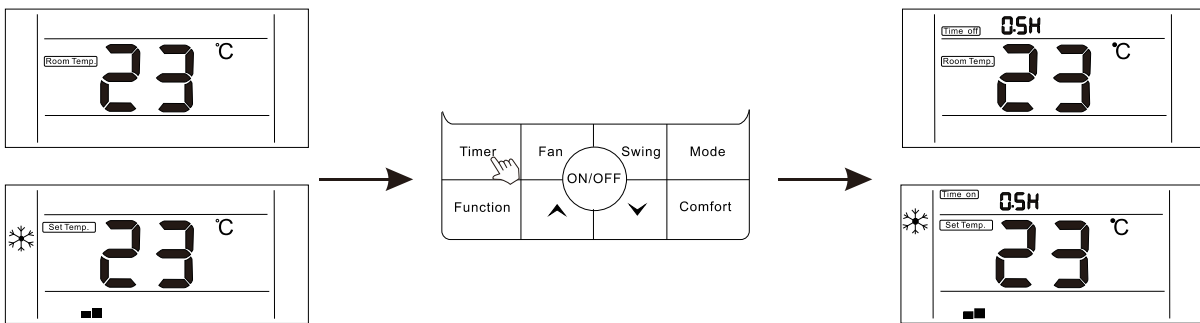 Room Temp.
23 °C
Set Temp.
23 °C
Timer Fan Swing Mode
ON/OFF
Function Comfort
Time off 0.5H
Room Temp.
23 °C
Time on 0.5H
Set Temp.
23 °C